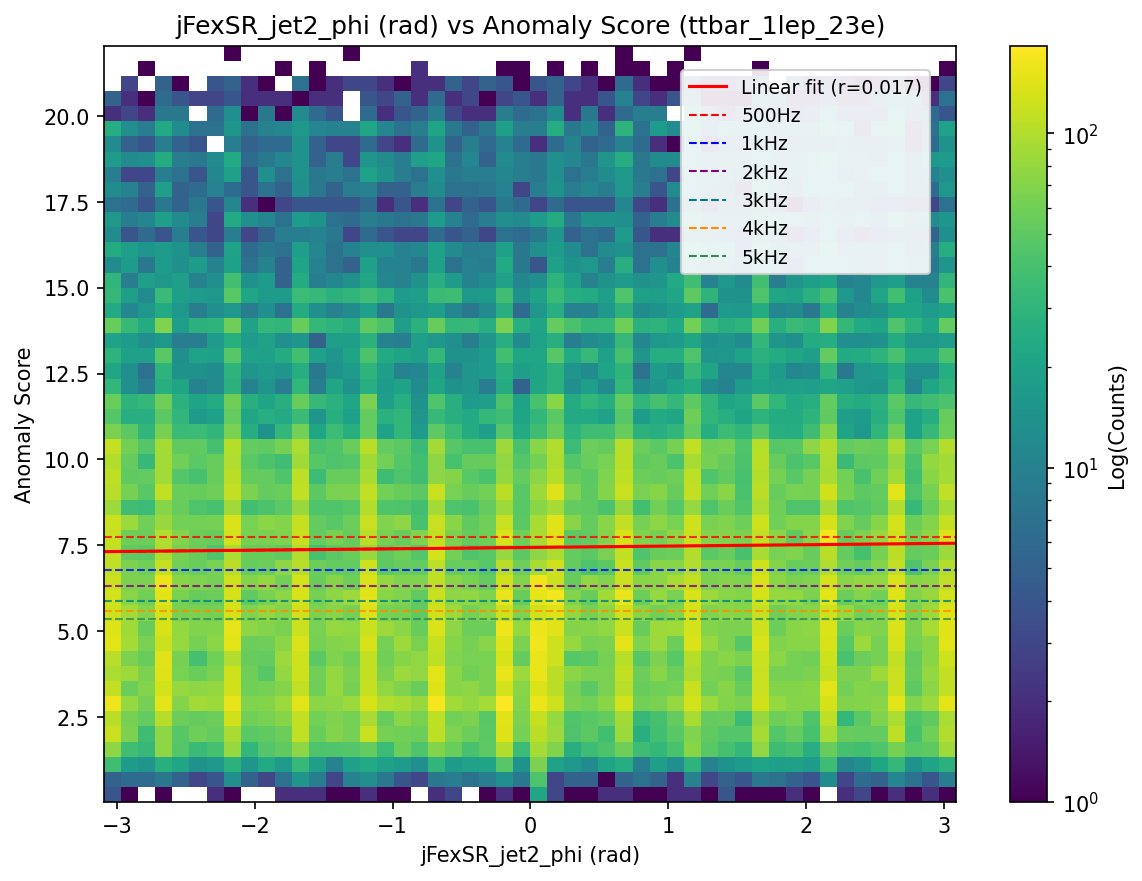 jFexSR_jet2_phi (rad) vs Anomaly Score (ttbar_1lep_23e)
Linear fit (r=0.017)
500Hz
1kHz
2kHz
3kHz
4kHz
5kHz
Anomaly Score
20.0
17.5
15.0
12.5
10.0
7.5
5.0
2.5
−3
−2
−1
0
1
2
3
jFexSR_jet2_phi (rad)
10²
10¹
10⁰
Log(Counts)